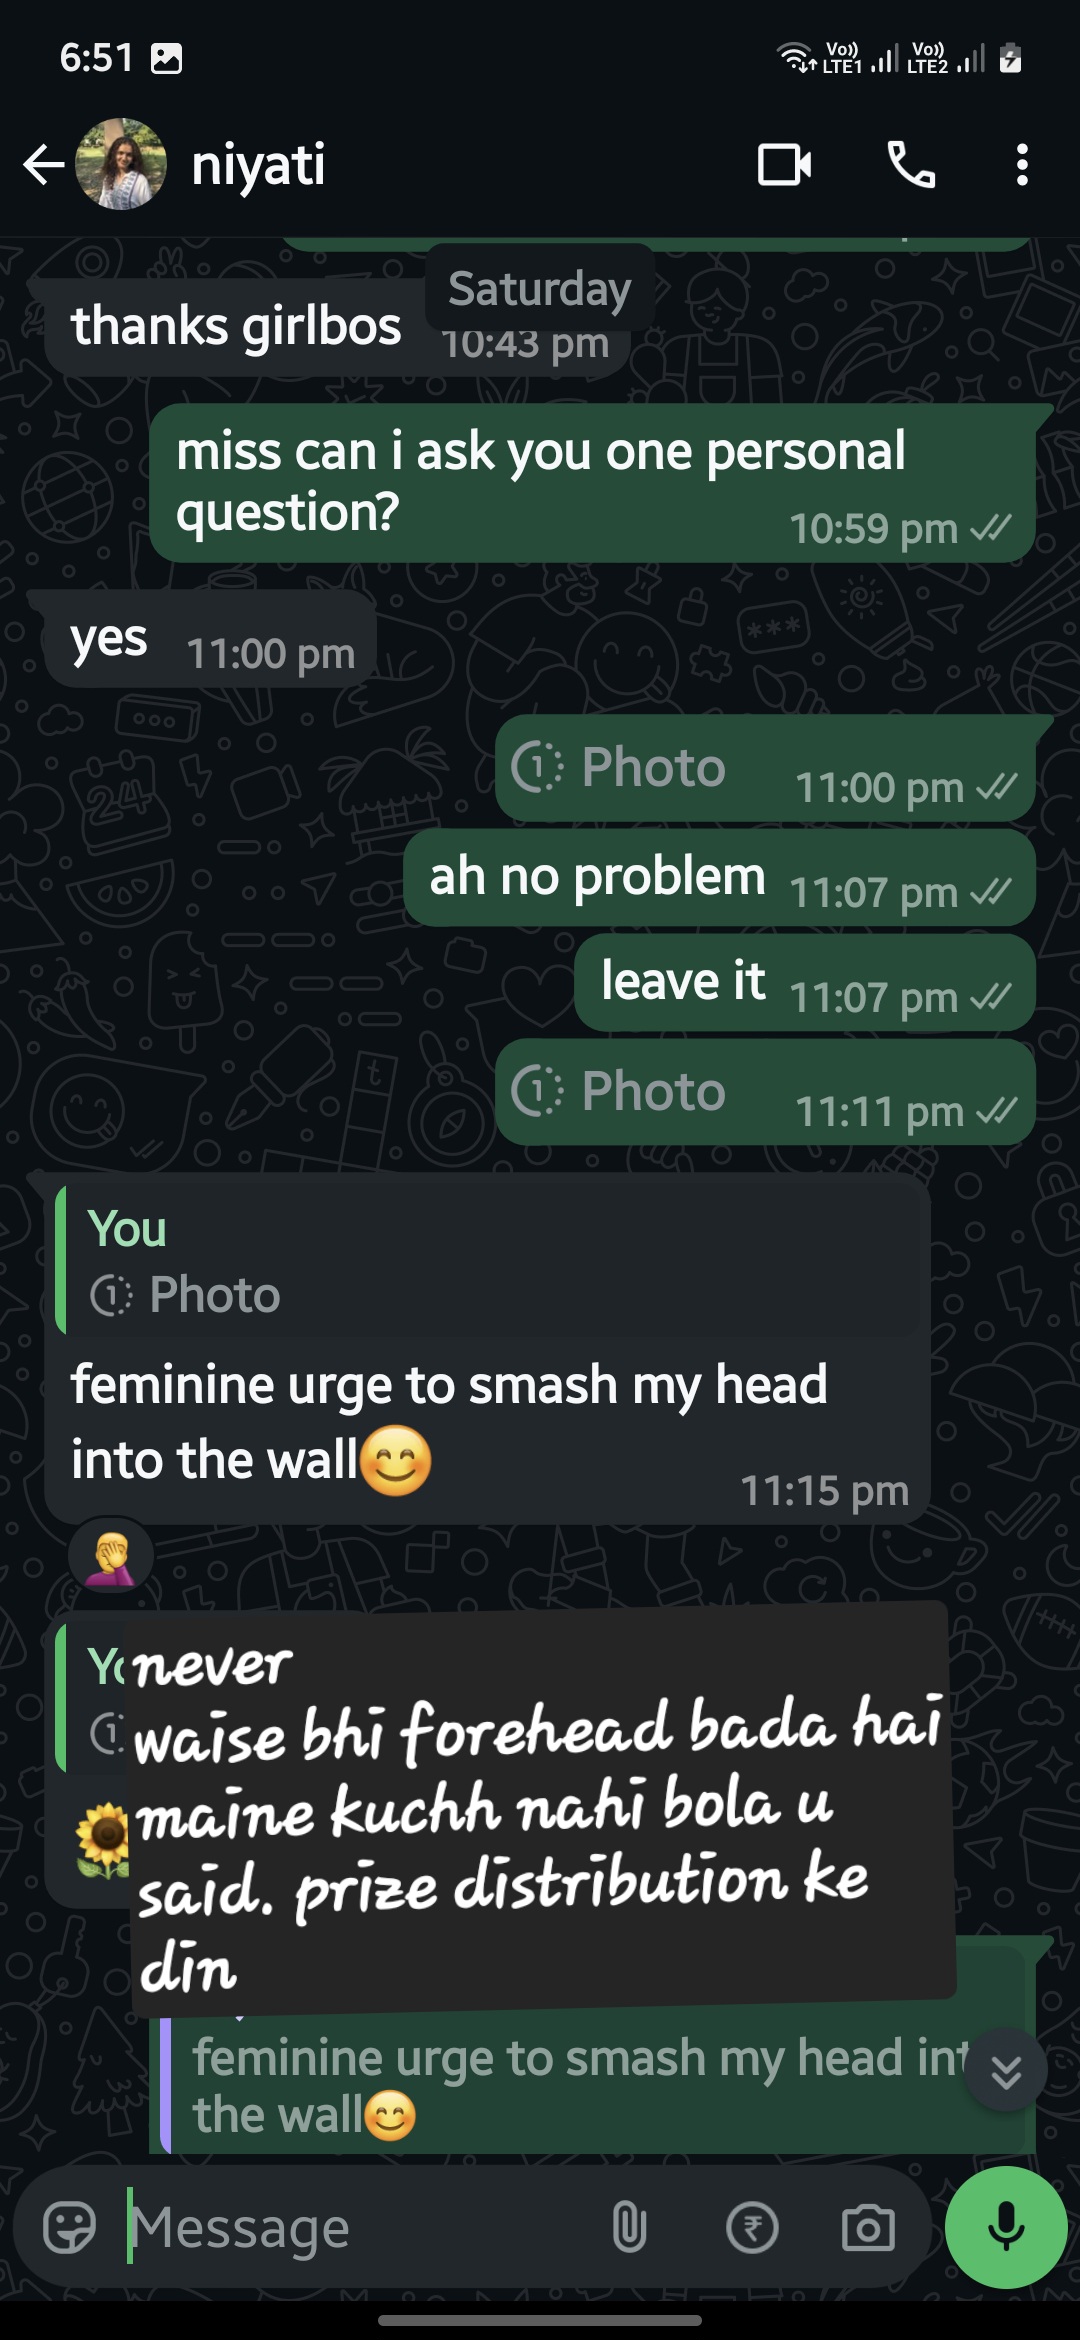 6:51
Vo)) LTE1 Vo)) LTE2
niyati
Saturday
thanks girlbos 10:43 pm
miss can i ask you one personal
question? 10:59 pm
yes 11:00 pm
1 Photo 11:00 pm
ah no problem 11:07 pm
leave it 11:07 pm
1 Photo 11:11 pm
You
1 Photo
feminine urge to smash my head
into the wall😊
11:15 pm
🤦‍♀️
never
waise bhi forehead bada hai
maine kuchh nahi bola u
said. prize distribution ke
din
🌻
feminine urge to smash my head
the wall😊
Message